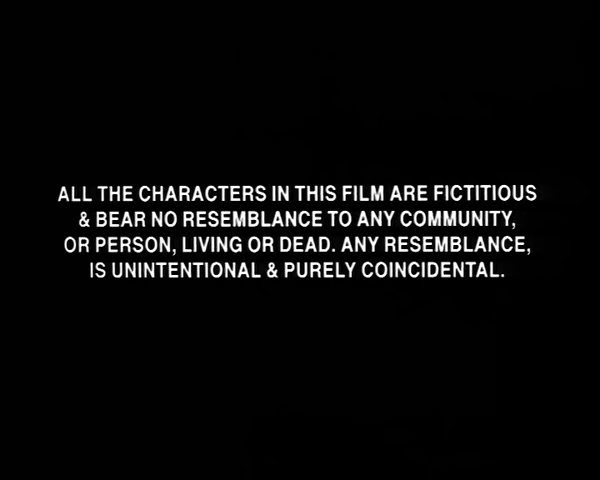 ALL THE CHARACTERS IN THIS FILM ARE FICTITIOUS
& BEAR NO RESEMBLANCE TO ANY COMMUNITY,
OR PERSON, LIVING OR DEAD. ANY RESEMBLANCE,
IS UNINTENTIONAL & PURELY COINCIDENTAL.